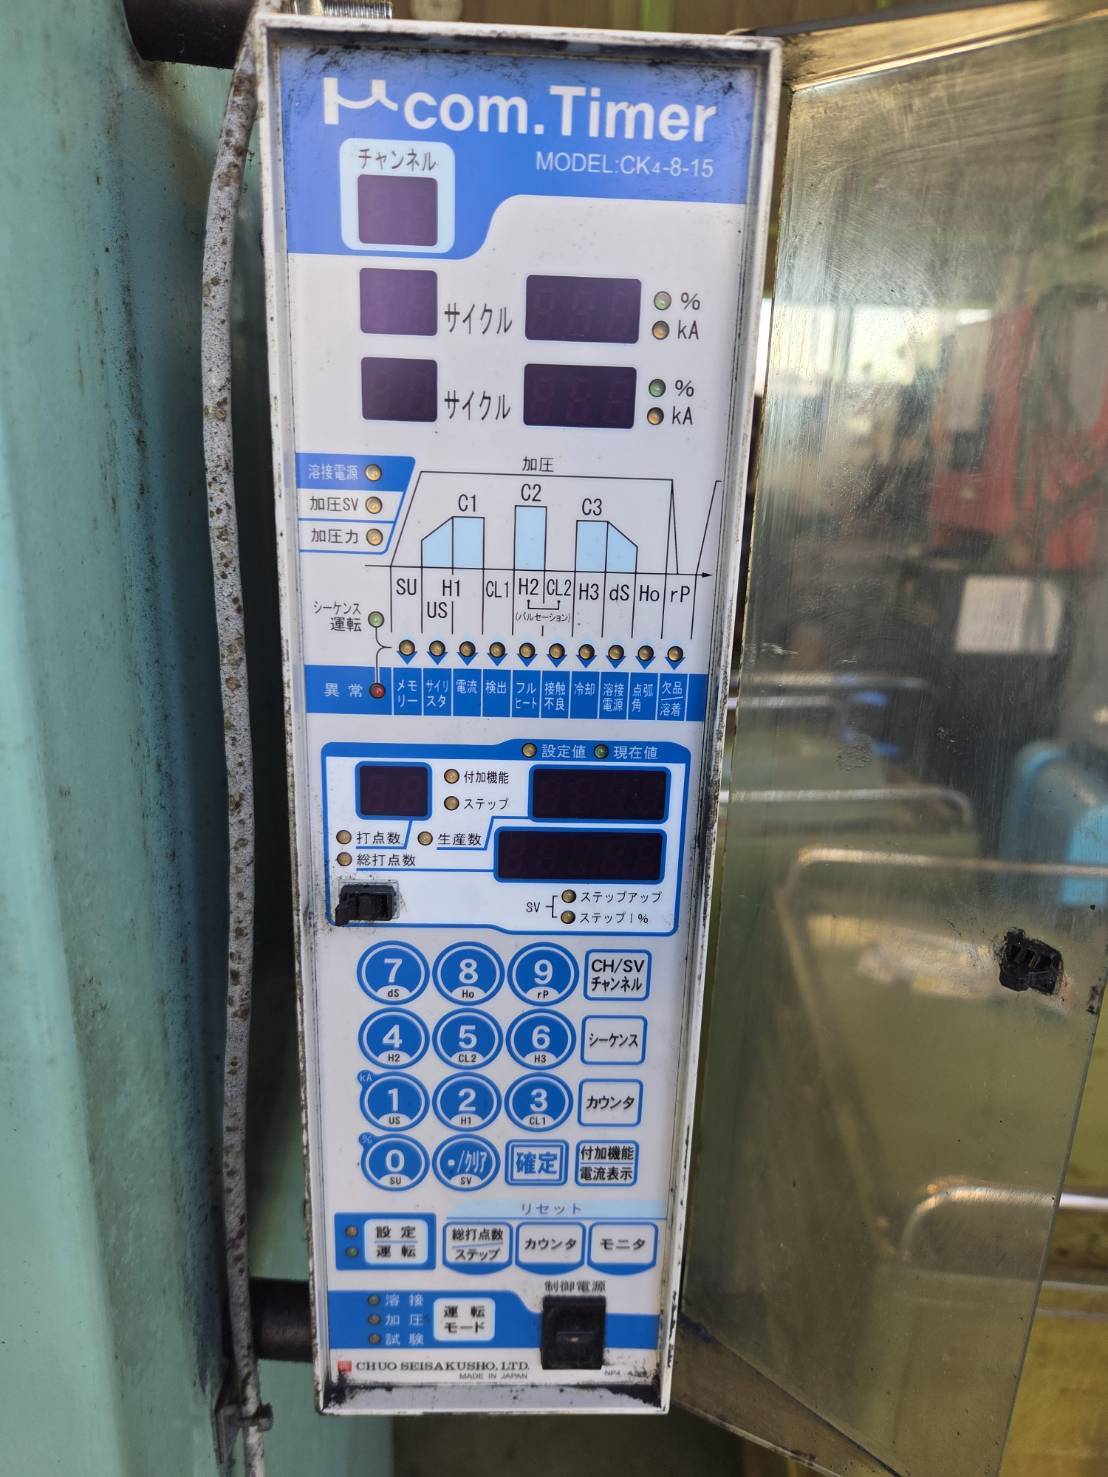 μcom.Timer
MODEL:CK4-8-15
チャンネル
サイクル
%
kA
サイクル
%
kA
加圧
溶接電源
加圧SV
加圧力
C1
C2
C3
SU
H1
US
CL1
H2
CL2
(パルセーション)
H3
dS
Ho
rP
シーケンス
運転
異常
メモリー
サイリスタ
電流
検出
フルヒート
接触不良
冷却
溶接電源
点弧角
欠品
溶着
設定値
現在値
付加機能
ステップ
打点数
生産数
総打点数
SV
ステップアップ
ステップ1%
7 dS
8 Ho
9 rP
CH/SV
チャンネル
4 H2
5 CL2
6 H3
シーケンス
kA
1 US
2 H1
3 CL1
カウンタ
%
0 SU
・/クリア SV
確定
付加機能
電流表示
リセット
設定
運転
総打点数
ステップ
カウンタ
モニタ
制御電源
溶接
加圧
試験
運転
モード
CHUO SEISAKUSHO, LTD.
MADE IN JAPAN